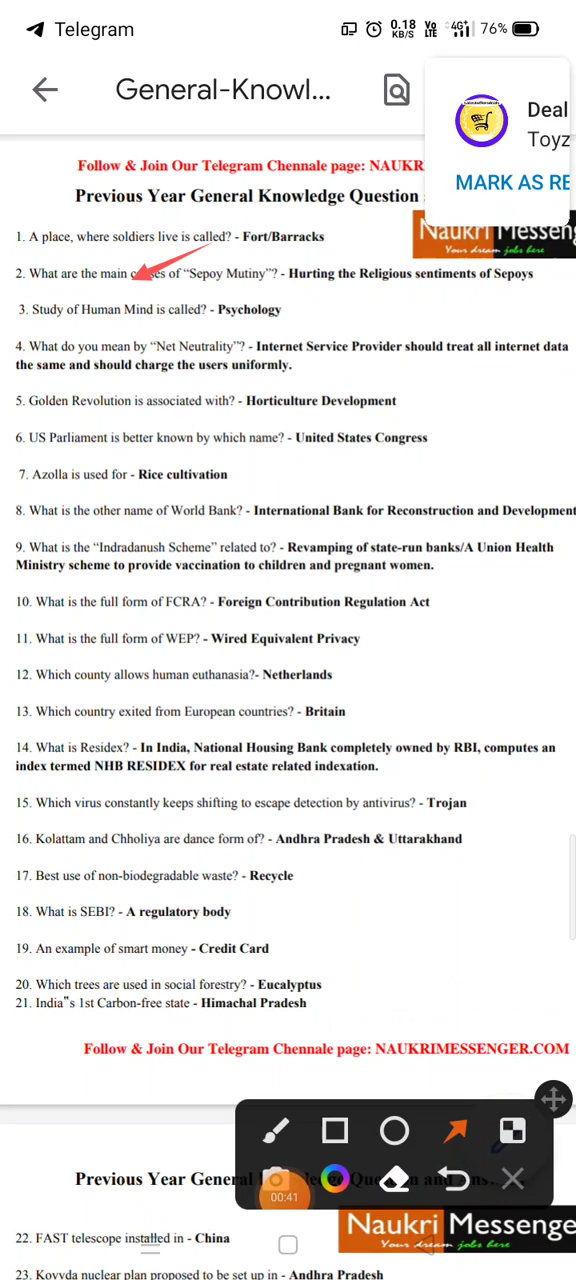 Telegram
0.18 KB/S Vo LTE 4G+ 76%
General-Knowl...
Deal
Toyz
MARK AS RE
Follow & Join Our Telegram Chennale page: NAUKR
Previous Year General Knowledge Question
Naukri Messeng
Your dream jobs here
1. A place, where soldiers live is called? - Fort/Barracks
2. What are the main of “Sepoy Mutiny”? - Hurting the Religious sentiments of Sepoys
3. Study of Human Mind is called? - Psychology
4. What do you mean by “Net Neutrality”? - Internet Service Provider should treat all internet data
the same and should charge the users uniformly.
5. Golden Revolution is associated with? - Horticulture Development
6. US Parliament is better known by which name? - United States Congress
7. Azolla is used for - Rice cultivation
8. What is the other name of World Bank? - International Bank for Reconstruction and Development
9. What is the “Indradanush Scheme” related to? - Revamping of state-run banks/A Union Health
Ministry scheme to provide vaccination to children and pregnant women.
10. What is the full form of FCRA? - Foreign Contribution Regulation Act
11. What is the full form of WEP? - Wired Equivalent Privacy
12. Which county allows human euthanasia?- Netherlands
13. Which country exited from European countries? - Britain
14. What is Residex? - In India, National Housing Bank completely owned by RBI, computes an
index termed NHB RESIDEX for real estate related indexation.
15. Which virus constantly keeps shifting to escape detection by antivirus? - Trojan
16. Kolattam and Chholiya are dance form of? - Andhra Pradesh & Uttarakhand
17. Best use of non-biodegradable waste? - Recycle
18. What is SEBI? - A regulatory body
19. An example of smart money - Credit Card
20. Which trees are used in social forestry? - Eucalyptus
21. India‟s 1st Carbon-free state - Himachal Pradesh
Follow & Join Our Telegram Chennale page: NAUKRIMESSENGER.COM
00:41
Previous Year General
Naukri Messenge
Your dream jobs here
22. FAST telescope installed in - China
23. Kovvda nuclear plan proposed to be set up in - Andhra Pradesh